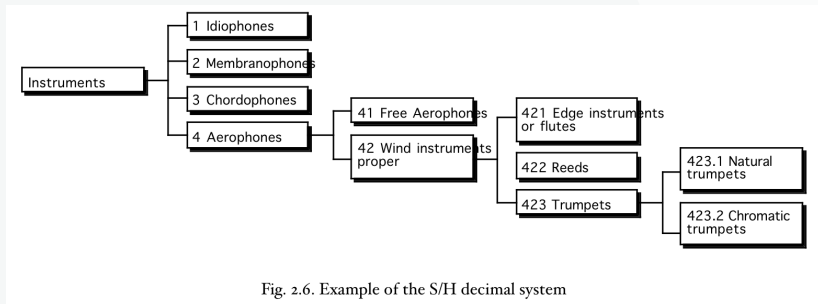 Instruments
1 Idiophones
2 Membranophones
3 Chordophones
4 Aerophones
41 Free Aerophones
42 Wind instruments
proper
421 Edge instruments
or flutes
422 Reeds
423 Trumpets
423.1 Natural
trumpets
423.2 Chromatic
trumpets
Fig. 2.6. Example of the S/H decimal system